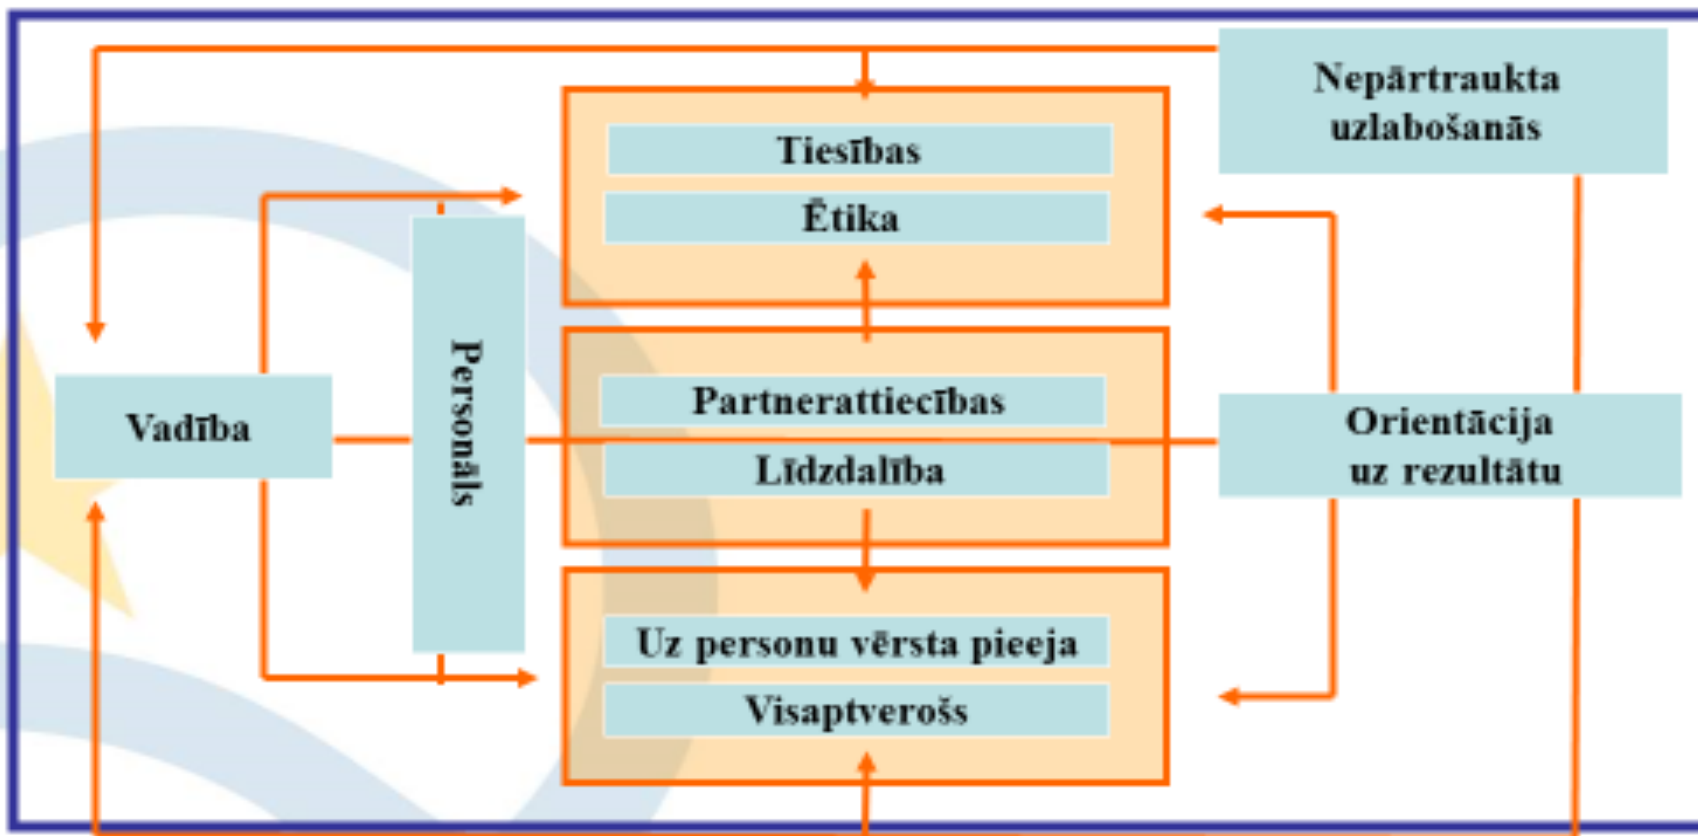 Nepārtraukta
uzlabošanās
Tiesības
Ētika
Personāls
Vadība
Partnerattiecības
Līdzdalība
Orientācija
uz rezultātu
Uz personu vērsta pieeja
Visaptverošs